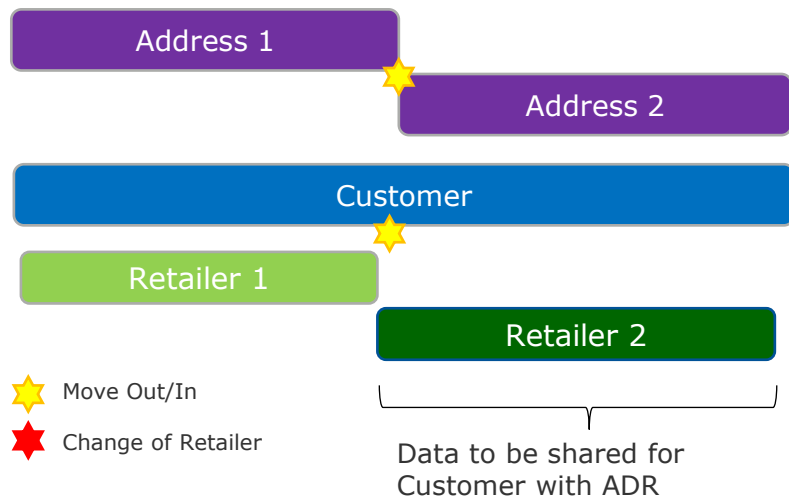 Address 1
Address 2
Customer
Retailer 1
Retailer 2
Move Out/In
Change of Retailer
Data to be shared for
Customer with ADR